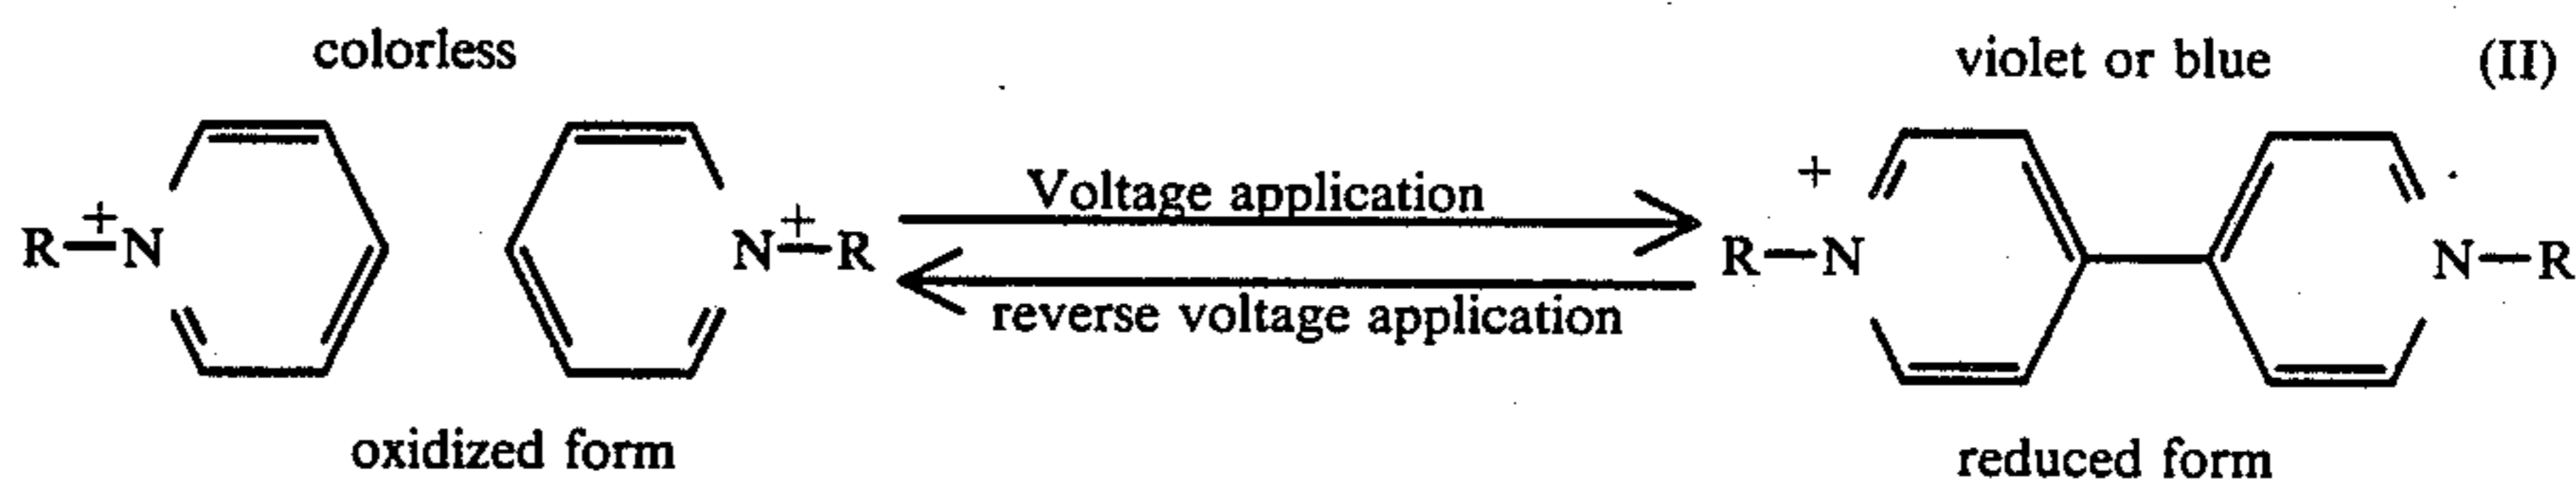 colorless
violet or blue (II)
R—N+
N+—R
Voltage application
reverse voltage application
+
R—N
N—R
oxidized form
reduced form